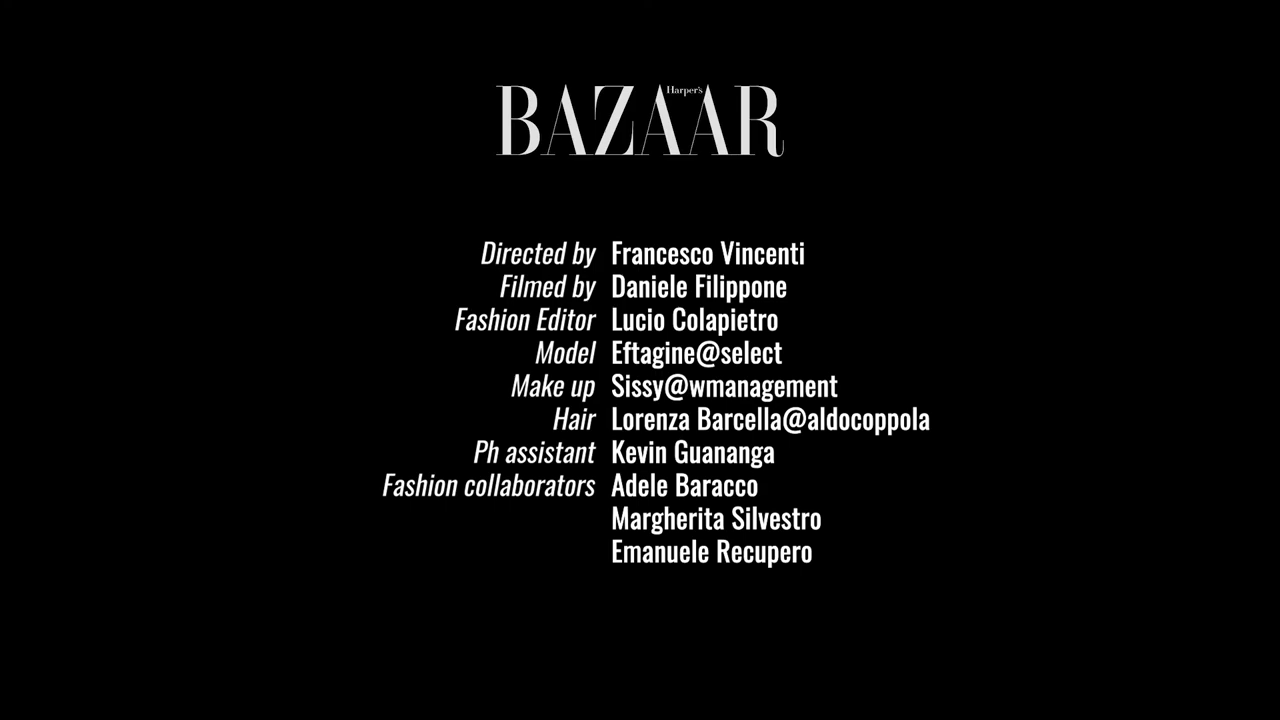 Harper's
BAZAAR
Directed by Francesco Vincenti
Filmed by Daniele Filippone
Fashion Editor Lucio Colapietro
Model Eftagine@select
Make up Sissy@wmanagement
Hair Lorenza Barcella@aldocoppola
Ph assistant Kevin Guananga
Fashion collaborators Adele Baracco
Margherita Silvestro
Emanuele Recupero